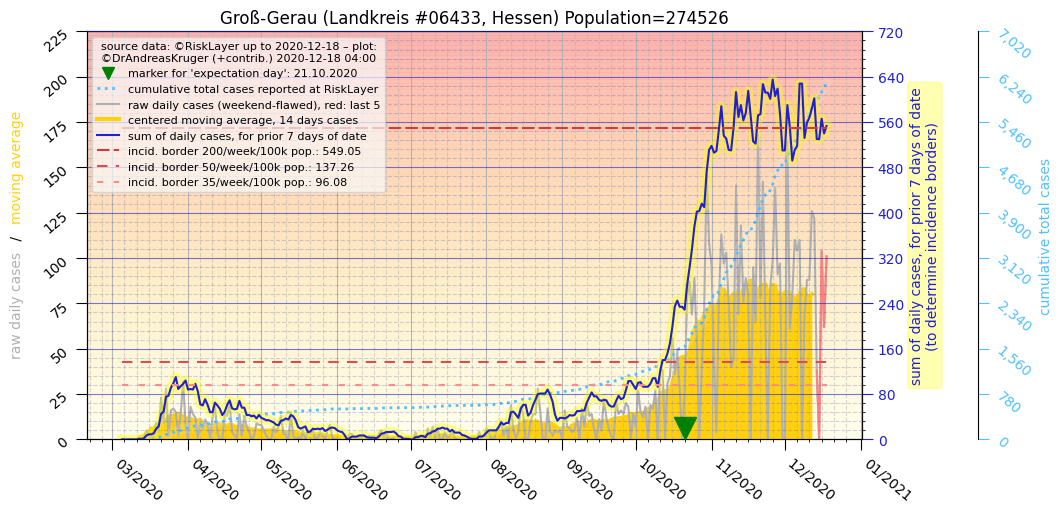 Groß-Gerau (Landkreis #06433, Hessen) Population=274526
source data: ©RiskLayer up to 2020-12-18 – plot:
©DrAndreasKruger (+contrib.) 2020-12-18 04:00
marker for 'expectation day': 21.10.2020
cumulative total cases reported at RiskLayer
raw daily cases (weekend-flawed), red: last 5
centered moving average, 14 days cases
sum of daily cases, for prior 7 days of date
incid. border 200/week/100k pop.: 549.05
incid. border 50/week/100k pop.: 137.26
incid. border 35/week/100k pop.: 96.08
raw daily cases / moving average
225
200
175
150
125
100
75
50
25
0
03/2020
04/2020
05/2020
06/2020
07/2020
08/2020
09/2020
10/2020
11/2020
12/2020
01/2021
720
640
560
480
400
320
240
160
80
0
sum of daily cases, for prior 7 days of date
(to determine incidence borders)
7,020
6,240
5,460
4,680
3,900
3,120
2,340
1,560
780
0
cumulative total cases